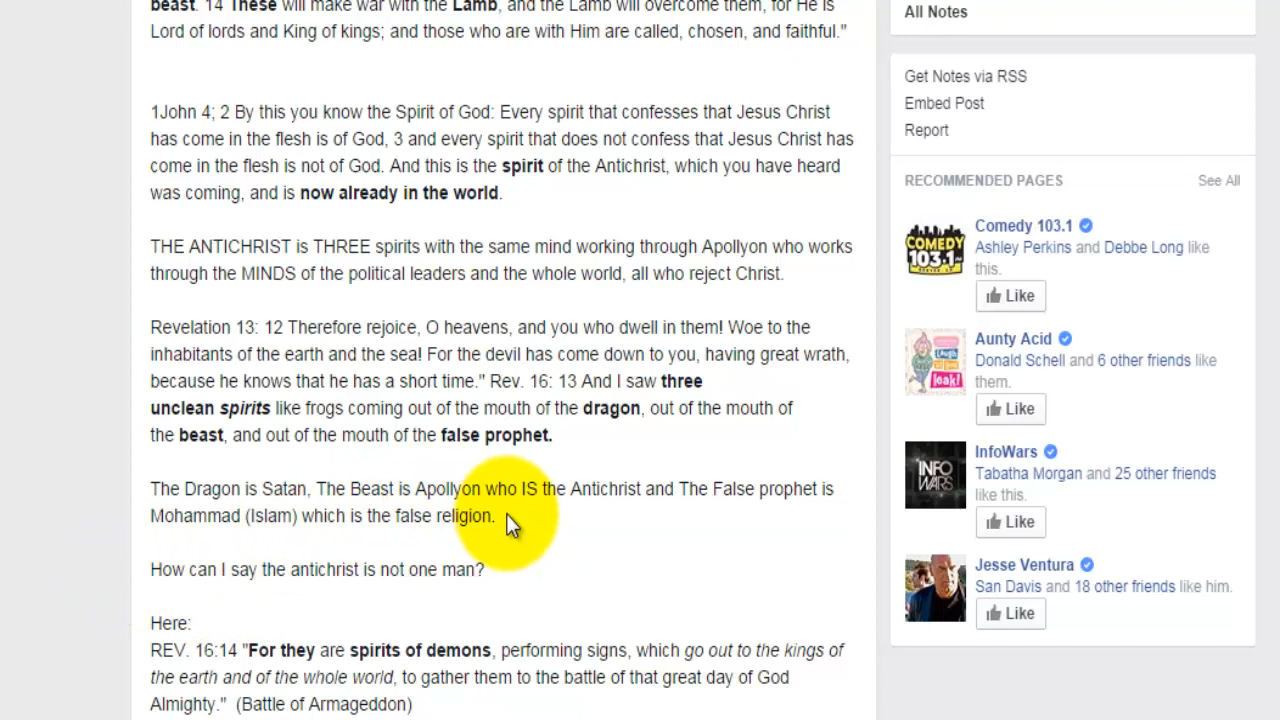 beast. 14 These will make war with the Lamb, and the Lamb will overcome them, for He is
Lord of lords and King of kings; and those who are with Him are called, chosen, and faithful."
1John 4; 2 By this you know the Spirit of God: Every spirit that confesses that Jesus Christ
has come in the flesh is of God, 3 and every spirit that does not confess that Jesus Christ has
come in the flesh is not of God. And this is the spirit of the Antichrist, which you have heard
was coming, and is now already in the world.
THE ANTICHRIST is THREE spirits with the same mind working through Apollyon who works
through the MINDS of the political leaders and the whole world, all who reject Christ.
Revelation 13: 12 Therefore rejoice, O heavens, and you who dwell in them! Woe to the
inhabitants of the earth and the sea! For the devil has come down to you, having great wrath,
because he knows that he has a short time." Rev. 16: 13 And I saw three
unclean spirits like frogs coming out of the mouth of the dragon, out of the mouth of
the beast, and out of the mouth of the false prophet.
The Dragon is Satan, The Beast is Apollyon who IS the Antichrist and The False prophet is
Mohammad (Islam) which is the false religion.
How can I say the antichrist is not one man?
Here:
REV. 16:14 "For they are spirits of demons, performing signs, which go out to the kings of
the earth and of the whole world, to gather them to the battle of that great day of God
Almighty."  (Battle of Armageddon)
All Notes
Get Notes via RSS
Embed Post
Report
RECOMMENDED PAGES See All
COMEDY
103.1
Comedy 103.1
Ashley Perkins and Debbe Long like
this.
Like
Aunty Acid
Donald Schell and 6 other friends like
them.
Like
INFO
WARS
InfoWars
Tabatha Morgan and 25 other friends
like this.
Like
Jesse Ventura
San Davis and 18 other friends like him.
Like